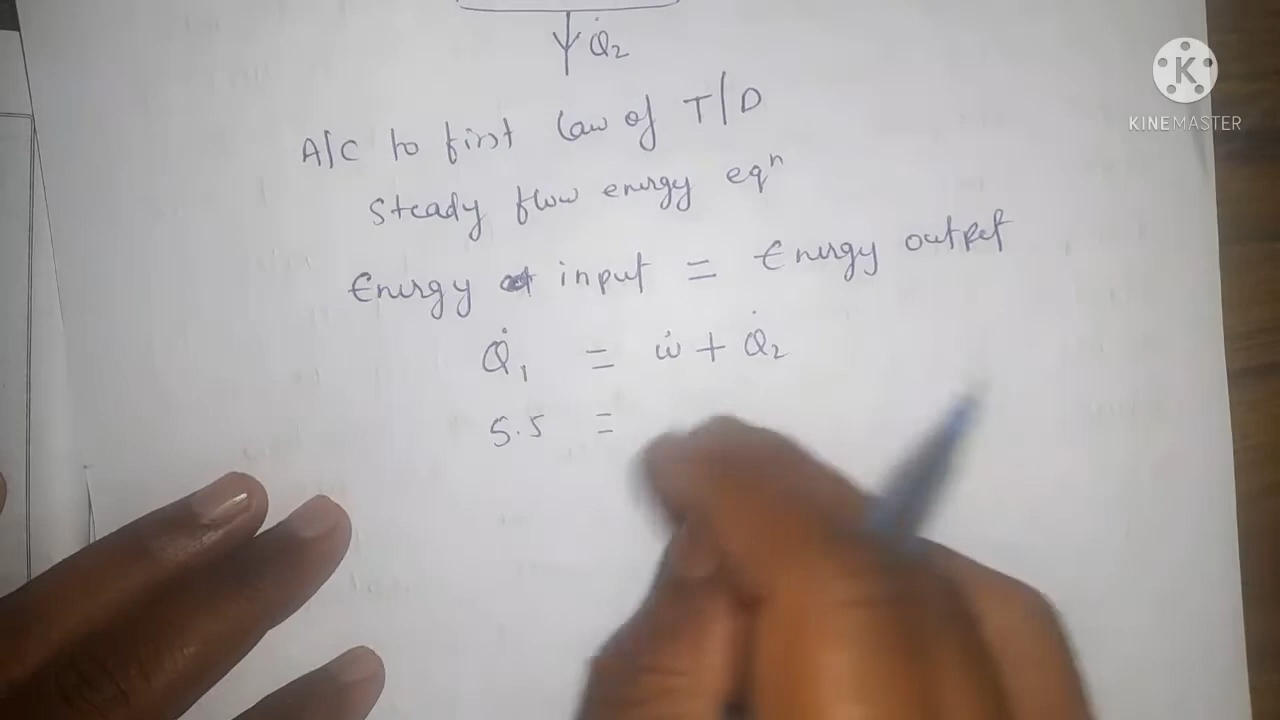 Q̇₂
A/C to first law of T/D
Steady flow energy eqⁿ
Energy input = Energy output
Q̇₁ = ẇ + Q̇₂
5.5 =
K
KINEMASTER